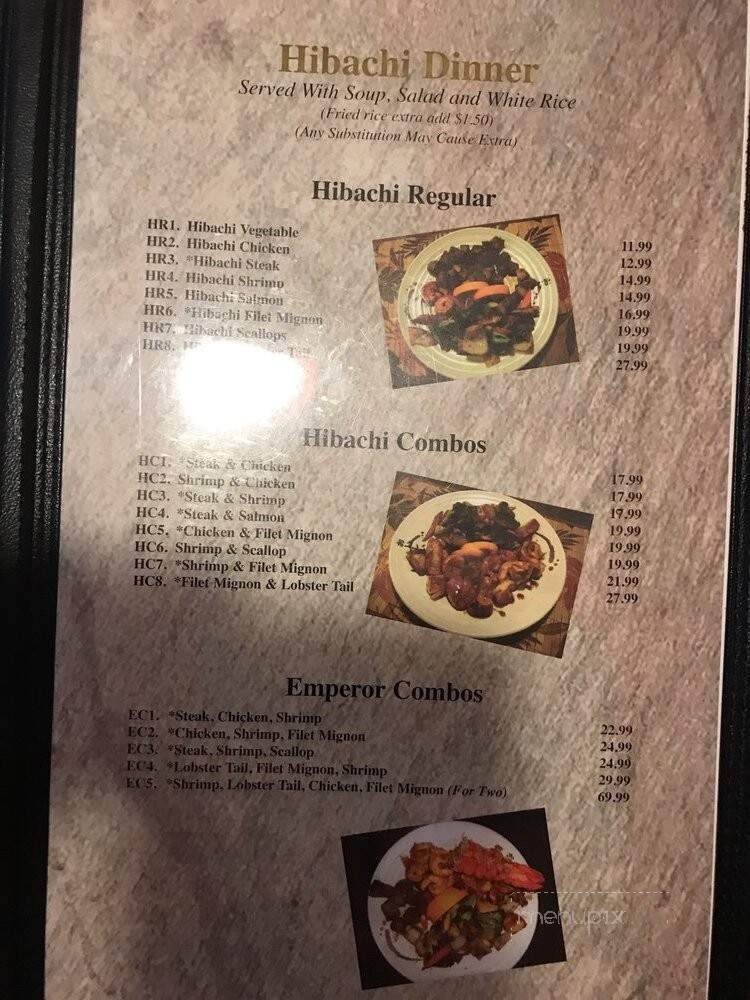 Hibachi Dinner
Served With Soup, Salad and White Rice
(Fried rice extra add $1.50)
(Any Substitution May Cause Extra)
Hibachi Regular
HR1. Hibachi Vegetable 11.99
HR2. Hibachi Chicken 12.99
HR3. *Hibachi Steak 14.99
HR4. Hibachi Shrimp 14.99
HR5. Hibachi Salmon 16.99
HR6. *Hibachi Filet Mignon 19.99
HR7. Hibachi Scallops 19.99
HR8. Tail 27.99
Hibachi Combos
HC1. *Steak & Chicken 17.99
HC2. Shrimp & Chicken 17.99
HC3. *Steak & Shrimp 17.99
HC4. *Steak & Salmon 19.99
HC5. *Chicken & Filet Mignon 19.99
HC6. Shrimp & Scallop 19.99
HC7. *Shrimp & Filet Mignon 21.99
HC8. *Filet Mignon & Lobster Tail 27.99
Emperor Combos
EC1. *Steak, Chicken, Shrimp 22.99
EC2. *Chicken, Shrimp, Filet Mignon 24.99
EC3. *Steak, Shrimp, Scallop 24.99
EC4. *Lobster Tail, Filet Mignon, Shrimp 29.99
EC5. *Shrimp, Lobster Tail, Chicken, Filet Mignon (For Two) 69.99
menupix